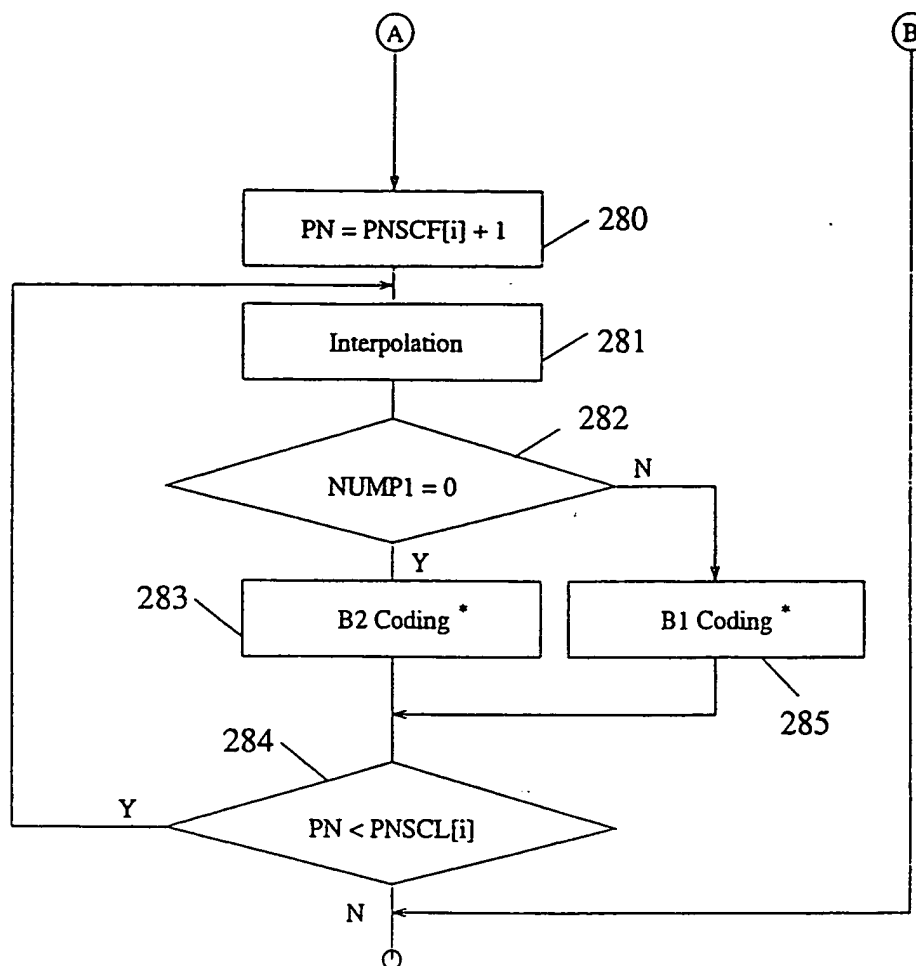 A
B
PN = PNSCF[i] + 1
280
Interpolation
281
282
NUMP1 = 0
N
Y
283
B2 Coding *
B1 Coding *
285
284
Y
PN < PNSCL[i]
N